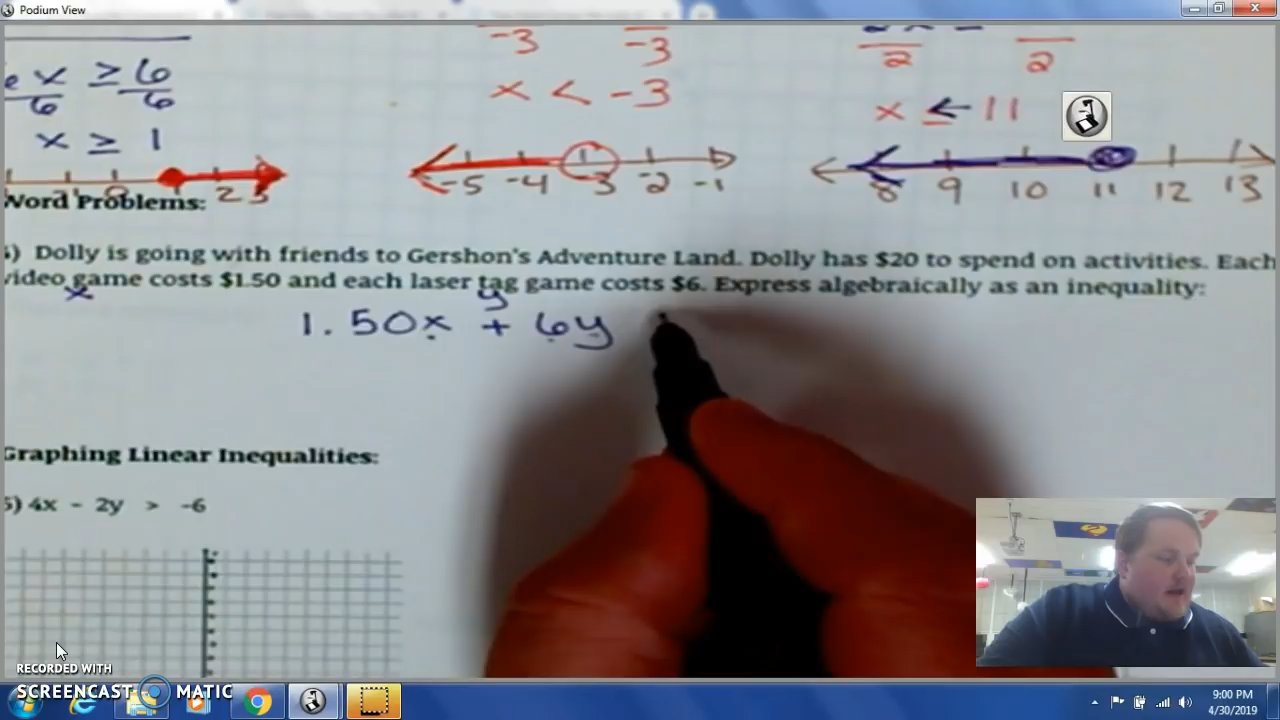 Podium View
-3 -3
2 2
x ≥ 6
6 6
x < -3
x ≤ 11
x ≥ 1
2 3
-5 -4 -3 -2 -1
8 9 10 11 12 13
Word Problems:
) Dolly is going with friends to Gershon's Adventure Land. Dolly has $20 to spend on activities. Each
video game costs $1.50 and each laser tag game costs $6. Express algebraically as an inequality:
x y
1.50x + 6y
Graphing Linear Inequalities:
) 4x - 2y > -6
RECORDED WITH
SCREENCAST MATIC
9:00 PM
4/30/2019